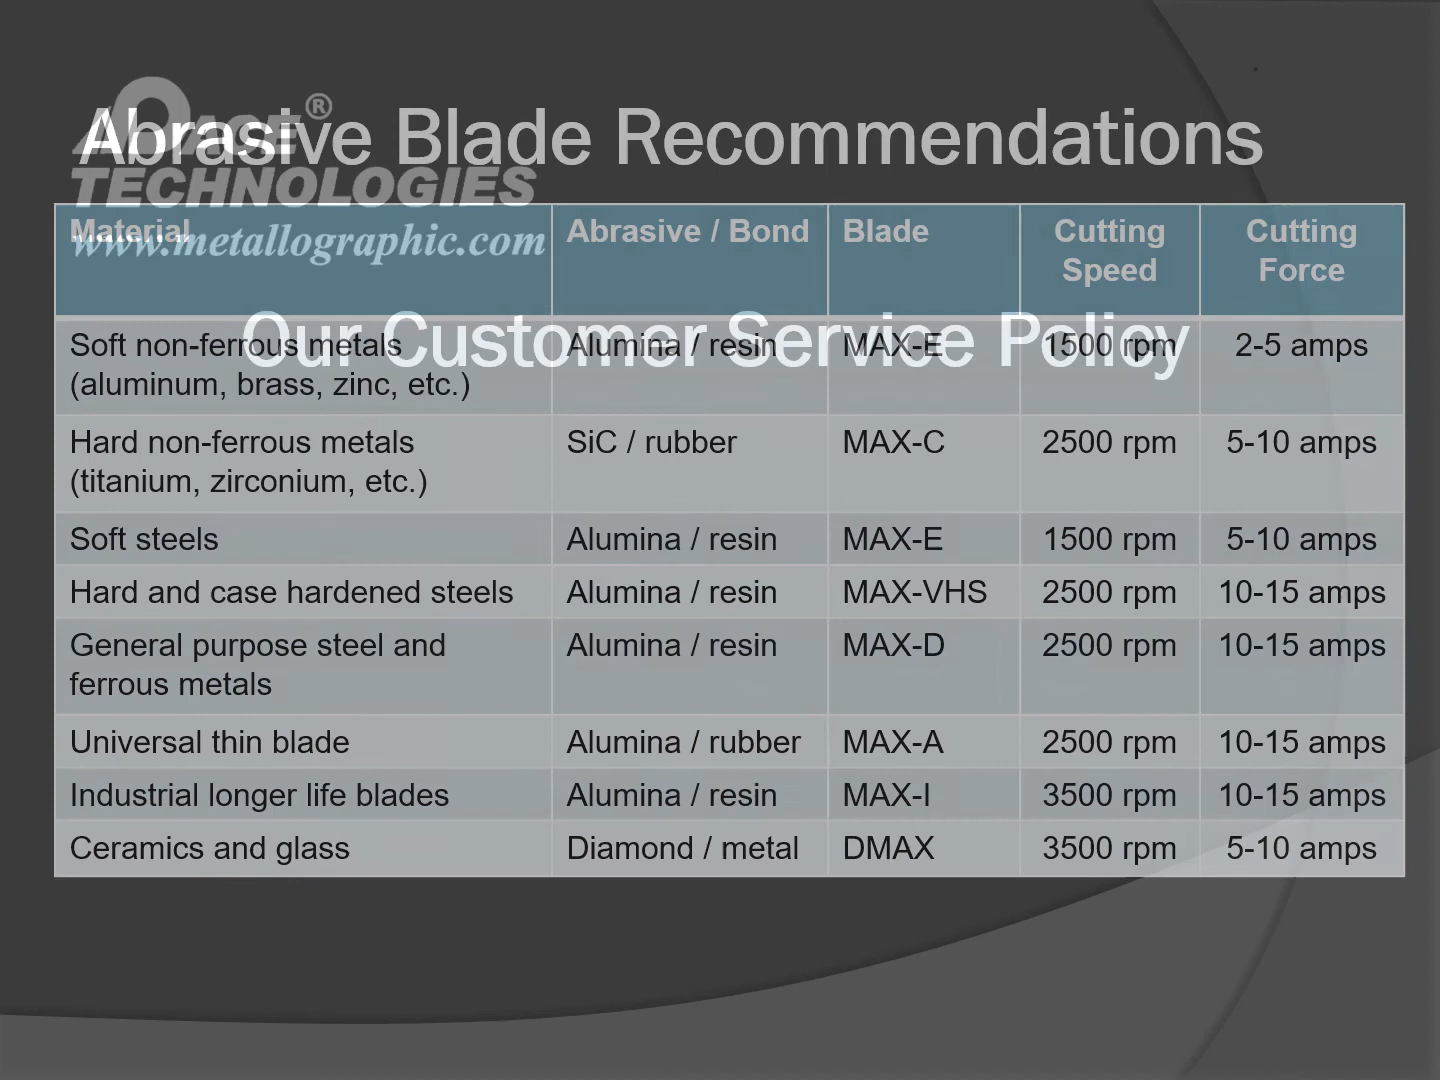 Abrasive Blade Recommendations
PACE®
TECHNOLOGIES
www.metallographic.com
Our Customer Service Policy
Material Abrasive / Bond Blade Cutting Speed Cutting Force
Soft non-ferrous metals (aluminum, brass, zinc, etc.) Alumina / resin MAX-E 1500 rpm 2-5 amps
Hard non-ferrous metals (titanium, zirconium, etc.) SiC / rubber MAX-C 2500 rpm 5-10 amps
Soft steels Alumina / resin MAX-E 1500 rpm 5-10 amps
Hard and case hardened steels Alumina / resin MAX-VHS 2500 rpm 10-15 amps
General purpose steel and ferrous metals Alumina / resin MAX-D 2500 rpm 10-15 amps
Universal thin blade Alumina / rubber MAX-A 2500 rpm 10-15 amps
Industrial longer life blades Alumina / resin MAX-I 3500 rpm 10-15 amps
Ceramics and glass Diamond / metal DMAX 3500 rpm 5-10 amps